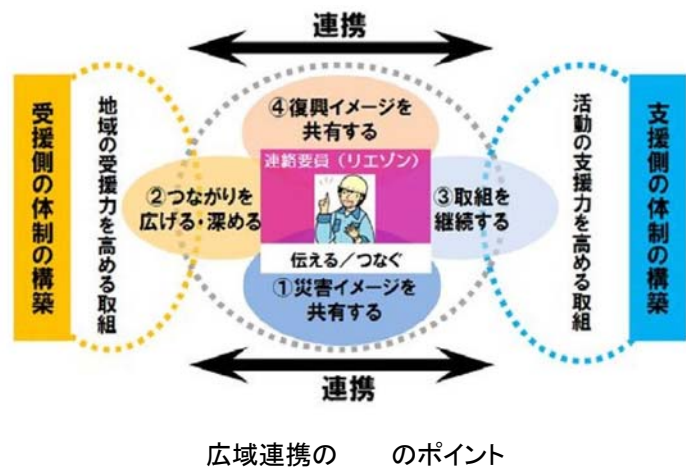 連携
受援側の体制の構築
地域の受援力を高める取組
④復興イメージを
共有する
連絡要員（リエゾン）
②つながりを
広げる・深める
③取組を
継続する
伝える／つなぐ
①災害イメージを
共有する
活動の支援力を高める取組
支援側の体制の構築
連携
広域連携の　　のポイント